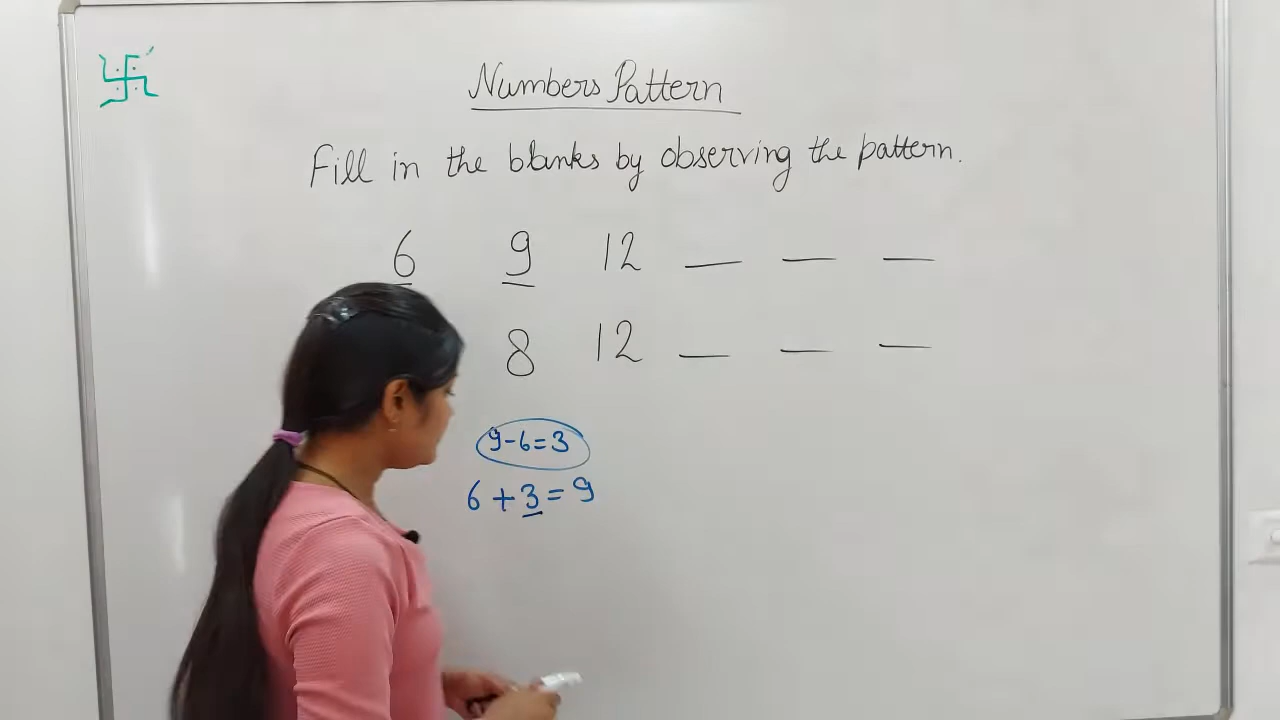 Numbers Pattern
Fill in the blanks by observing the pattern.
6 9 12 __ __ __
8 12 __ __ __
9-6=3
6+3=9